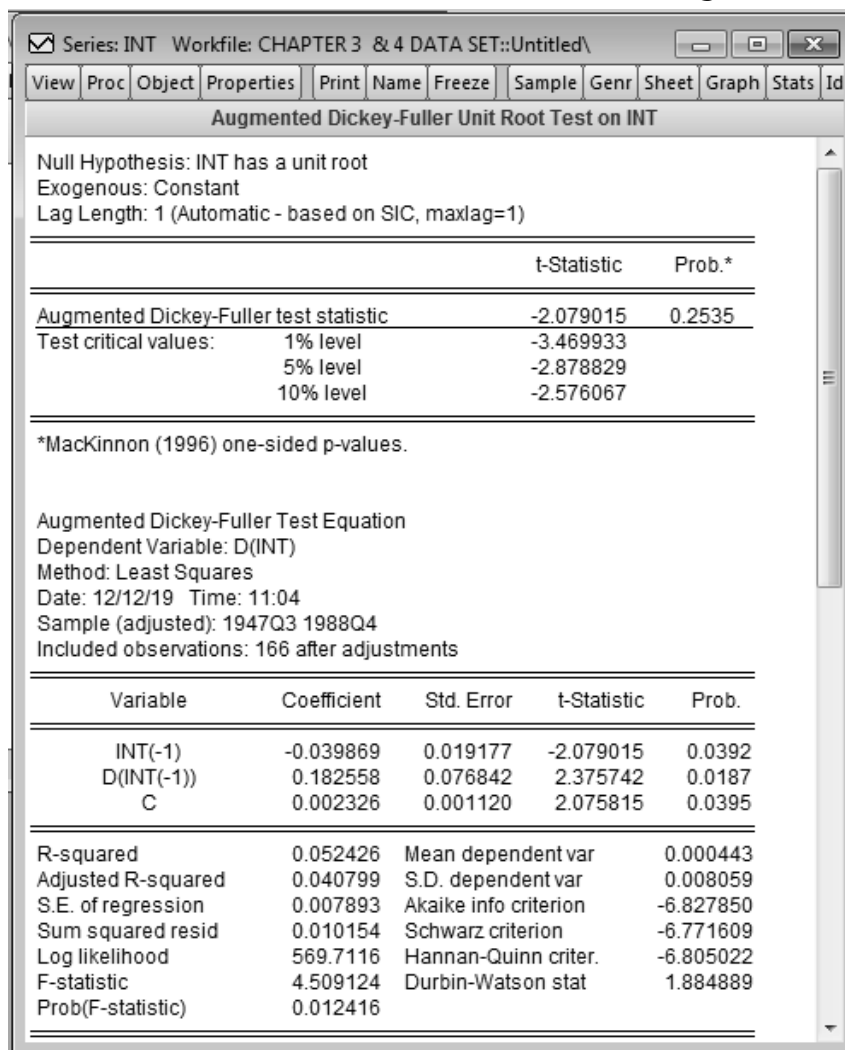 Series: INT Workfile: CHAPTER 3 & 4 DATA SET::Untitled\
View Proc Object Properties Print Name Freeze Sample Genr Sheet Graph Stats Id
Augmented Dickey-Fuller Unit Root Test on INT
Null Hypothesis: INT has a unit root
Exogenous: Constant
Lag Length: 1 (Automatic - based on SIC, maxlag=1)
t-Statistic Prob.*
Augmented Dickey-Fuller test statistic -2.079015 0.2535
Test critical values: 1% level -3.469933
5% level -2.878829
10% level -2.576067
*MacKinnon (1996) one-sided p-values.
Augmented Dickey-Fuller Test Equation
Dependent Variable: D(INT)
Method: Least Squares
Date: 12/12/19 Time: 11:04
Sample (adjusted): 1947Q3 1988Q4
Included observations: 166 after adjustments
Variable Coefficient Std. Error t-Statistic Prob.
INT(-1) -0.039869 0.019177 -2.079015 0.0392
D(INT(-1)) 0.182558 0.076842 2.375742 0.0187
C 0.002326 0.001120 2.075815 0.0395
R-squared 0.052426 Mean dependent var 0.000443
Adjusted R-squared 0.040799 S.D. dependent var 0.008059
S.E. of regression 0.007893 Akaike info criterion -6.827850
Sum squared resid 0.010154 Schwarz criterion -6.771609
Log likelihood 569.7116 Hannan-Quinn criter. -6.805022
F-statistic 4.509124 Durbin-Watson stat 1.884889
Prob(F-statistic) 0.012416